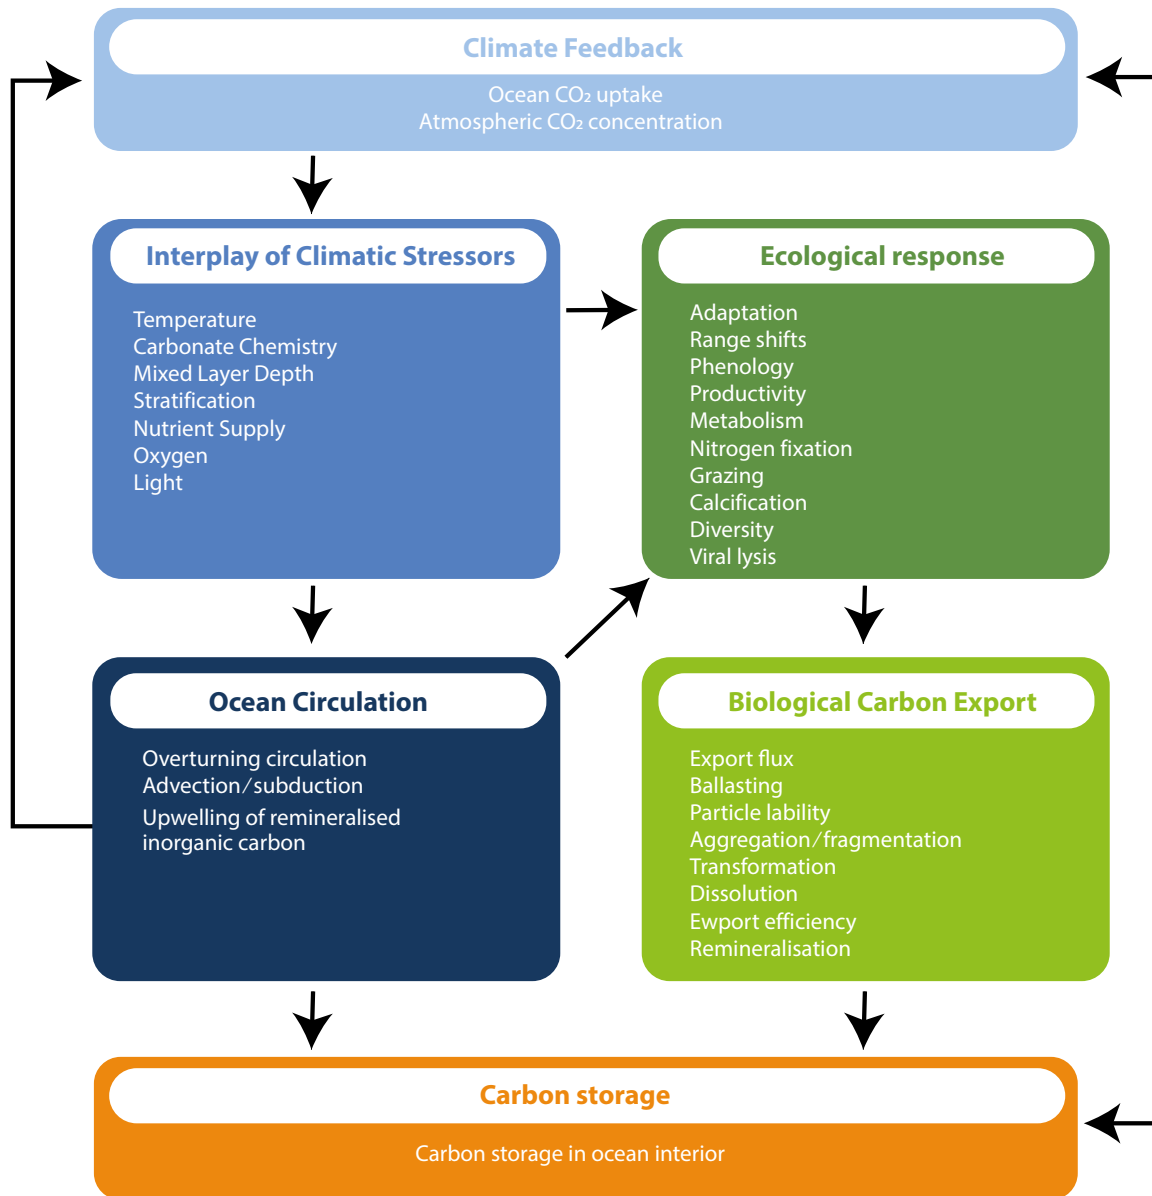 Climate Feedback
Ocean CO₂ uptake
Atmospheric CO₂ concentration
Interplay of Climatic Stressors
Temperature
Carbonate Chemistry
Mixed Layer Depth
Stratification
Nutrient Supply
Oxygen
Light
Ecological response
Adaptation
Range shifts
Phenology
Productivity
Metabolism
Nitrogen fixation
Grazing
Calcification
Diversity
Viral lysis
Ocean Circulation
Overturning circulation
Advection/subduction
Upwelling of remineralised
inorganic carbon
Biological Carbon Export
Export flux
Ballasting
Particle lability
Aggregation/fragmentation
Transformation
Dissolution
Ewport efficiency
Remineralisation
Carbon storage
Carbon storage in ocean interior